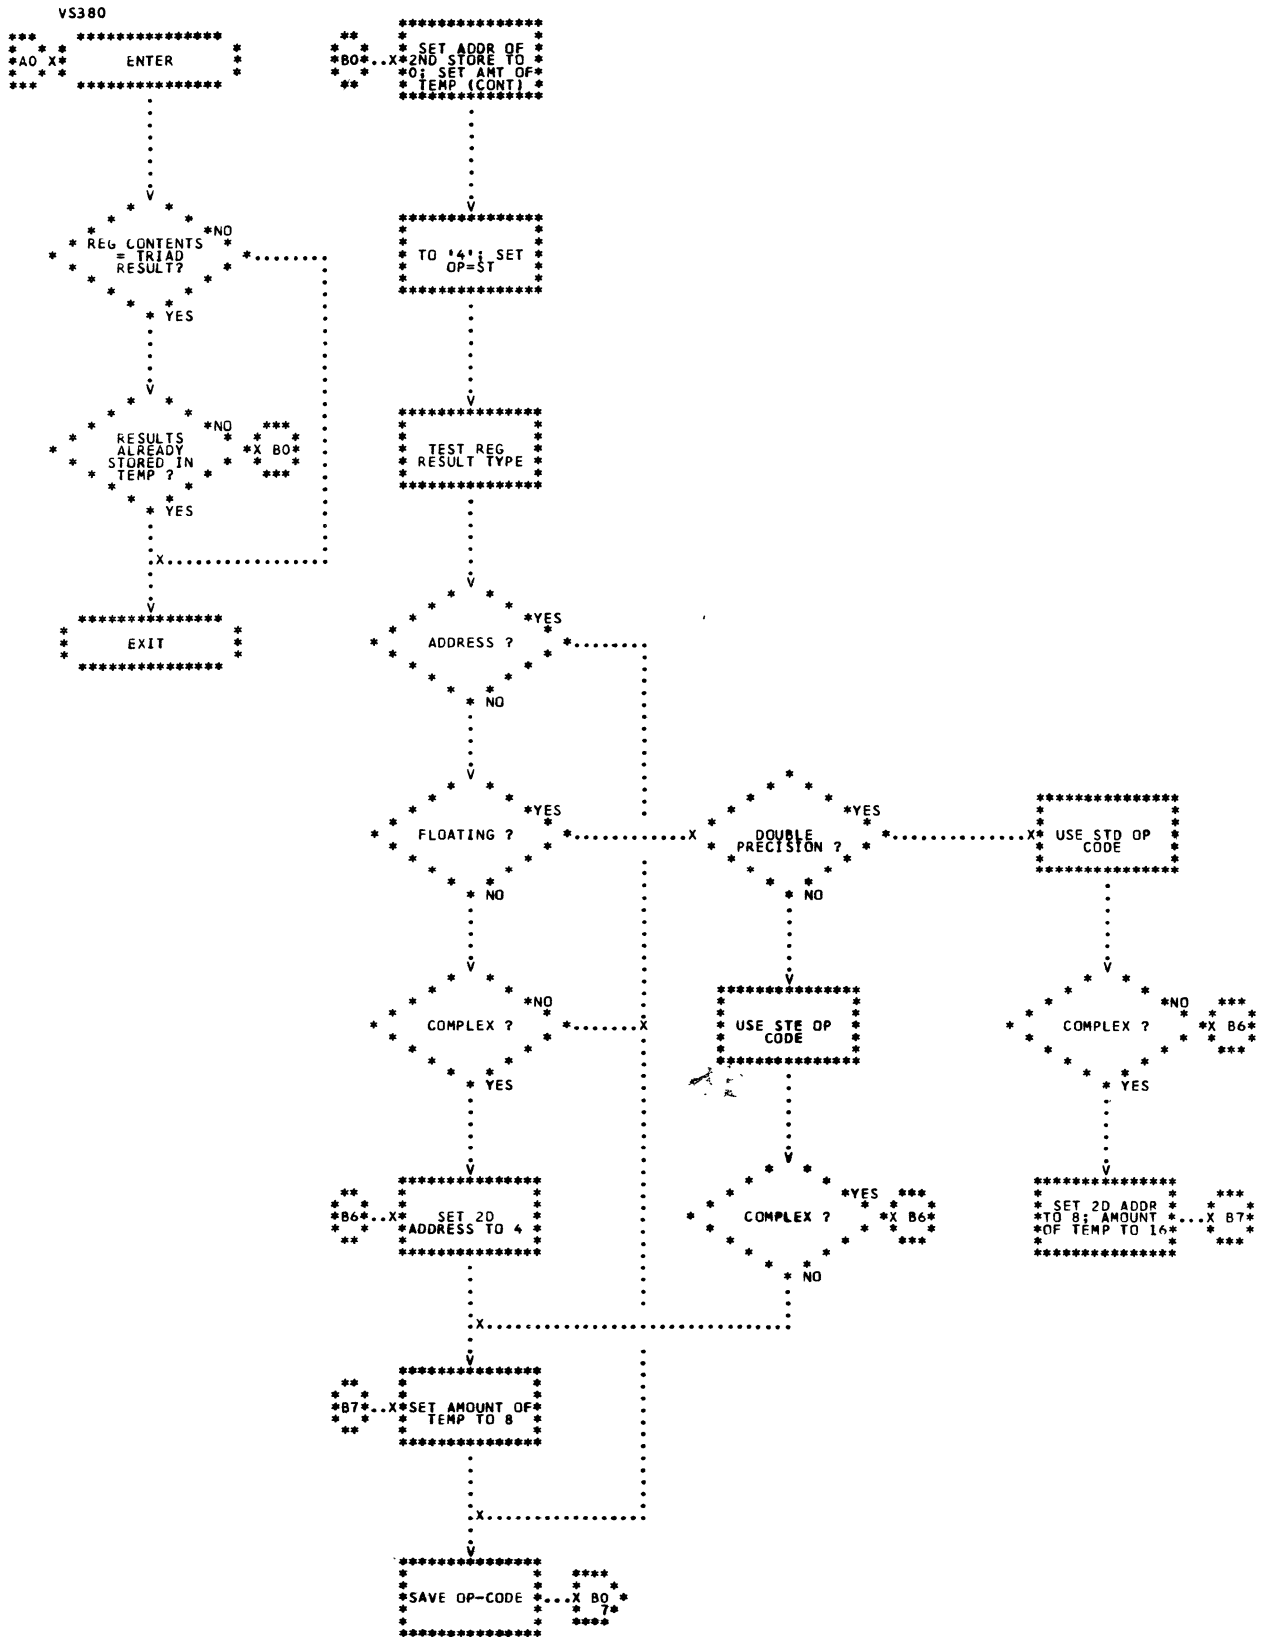 VS380
A0 X
ENTER
REG CONTENTS
= TRIAD
RESULT?
NO
YES
RESULTS
ALREADY
STORED IN
TEMP ?
NO
X B0
YES
X
EXIT
B0 ..X
SET ADDR OF
2ND STORE TO
0; SET AMT OF
TEMP (CONT)
TO '4'; SET
OP=ST
TEST REG
RESULT TYPE
ADDRESS ?
YES
NO
FLOATING ?
YES
X
NO
COMPLEX ?
NO
X
YES
B6 ..X
SET 2D
ADDRESS TO 4
X
B7 ..X
SET AMOUNT OF
TEMP TO 8
X
SAVE OP-CODE
...X B0
7
DOUBLE
PRECISION ?
YES
X
NO
USE STE OP
CODE
COMPLEX ?
YES
X B6
NO
USE STD OP
CODE
COMPLEX ?
NO
X B6
YES
SET 2D ADDR
TO 8; AMOUNT
OF TEMP TO 16
...X B7